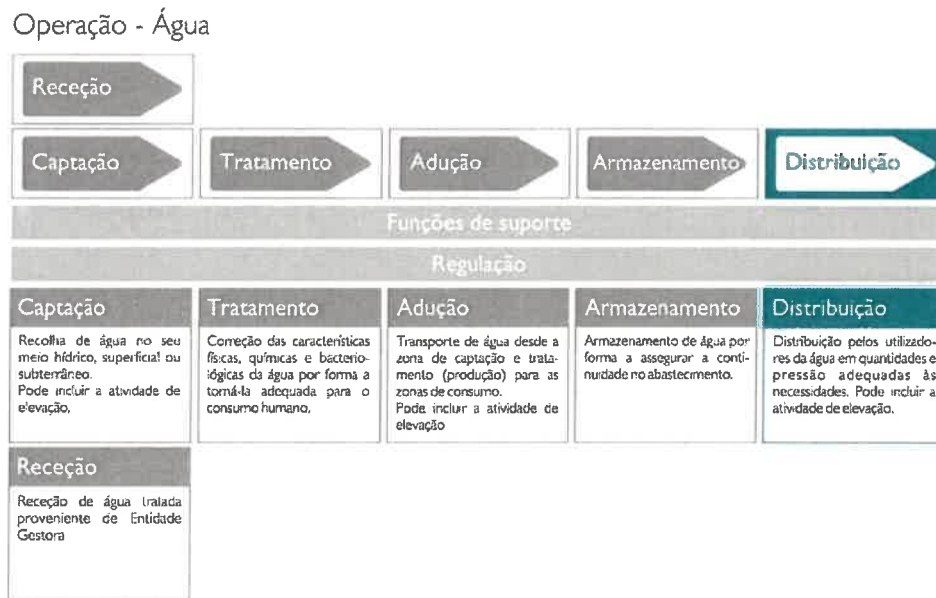 Operação - Água
Receção
Captação
Tratamento
Adução
Armazenamento
Distribuição
Funções de suporte
Regulação
Captação
Recolha de água no seu
meio hídrico, superficial ou
subterrâneo.
Pode incluir a atividade de
elevação.
Tratamento
Correção das características
físicas, químicas e bacterio-
lógicas da água por forma a
torná-la adequada para o
consumo humano.
Adução
Transporte de água desde a
zona de captação e trata-
mento (produção) para as
zonas de consumo.
Pode incluir a atividade de
elevação
Armazenamento
Armazenamento de água por
forma a assegurar a conti-
nuidade no abastecimento.
Distribuição
Distribuição pelos utilizado-
res da água em quantidades e
pressão adequadas às
necessidades. Pode incluir a
atividade de elevação.
Receção
Receção de água tratada
proveniente de Entidade
Gestora